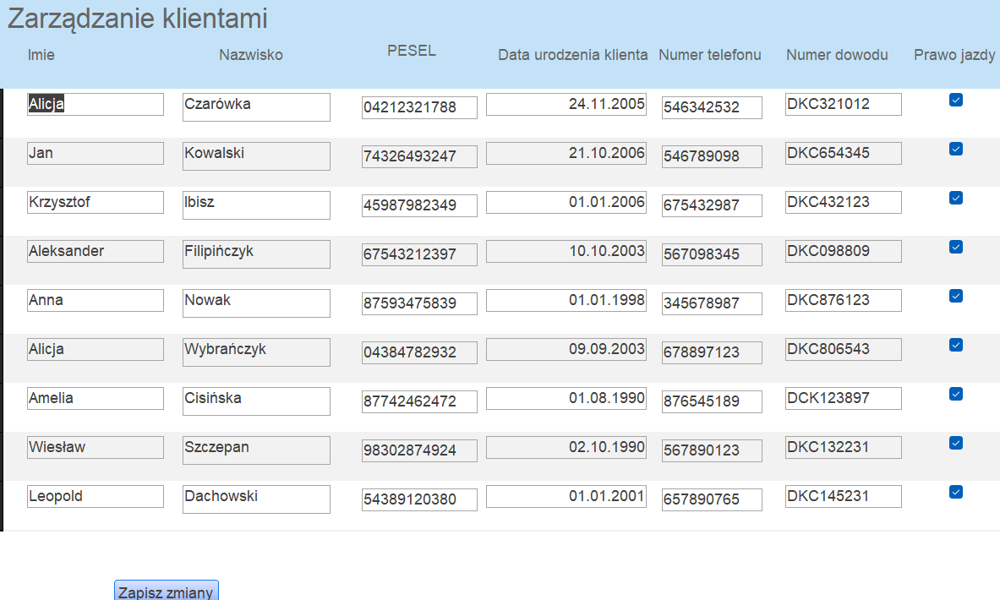 Zarządzanie klientami
Imie Nazwisko PESEL Data urodzenia klienta Numer telefonu Numer dowodu Prawo jazdy
Alicja Czarówka 04212321788 24.11.2005 546342532 DKC321012
Jan Kowalski 74326493247 21.10.2006 546789098 DKC654345
Krzysztof Ibisz 45987982349 01.01.2006 675432987 DKC432123
Aleksander Filipińczyk 67543212397 10.10.2003 567098345 DKC098809
Anna Nowak 87593475839 01.01.1998 345678987 DKC876123
Alicja Wybrańczyk 04384782932 09.09.2003 678897123 DKC806543
Amelia Cisińska 87742462472 01.08.1990 876545189 DCK123897
Wiesław Szczepan 98302874924 02.10.1990 567890123 DKC132231
Leopold Dachowski 54389120380 01.01.2001 657890765 DKC145231
Zapisz zmiany